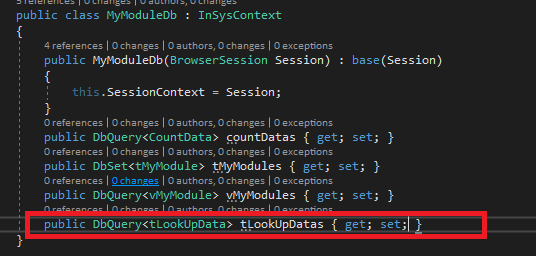 5 references | 0 changes | 0 authors, 0 changes | 0 exceptions
public class MyModuleDb : InSysContext
{
4 references | 0 changes | 0 authors, 0 changes | 0 exceptions
public MyModuleDb(BrowserSession Session) : base(Session)
{
this.SessionContext = Session;
}
0 references | 0 changes | 0 authors, 0 changes | 0 exceptions
public DbQuery<CountData> countDatas { get; set; }
0 references | 0 changes | 0 authors, 0 changes | 0 exceptions
public DbSet<tMyModule> tMyModules { get; set; }
0 references | 0 changes | 0 authors, 0 changes | 0 exceptions
public DbQuery<vMyModule> vMyModules { get; set; }
0 references | 0 changes | 0 authors, 0 changes | 0 exceptions
public DbQuery<tLookUpData> tLookUpDatas { get; set; }
}